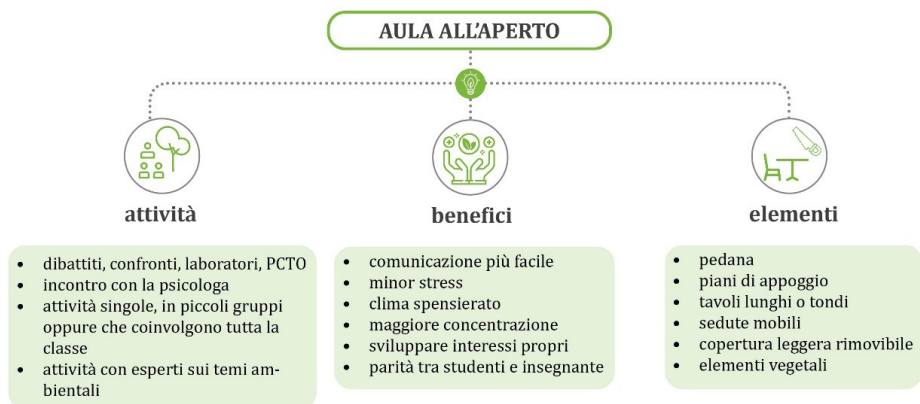 AULA ALL'APERTO
attività
• dibattiti, confronti, laboratori, PCTO
• incontro con la psicologa
• attività singole, in piccoli gruppi
oppure che coinvolgono tutta la
classe
• attività con esperti sui temi am-
bientali
benefici
• comunicazione più facile
• minor stress
• clima spensierato
• maggiore concentrazione
• sviluppare interessi propri
• parità tra studenti e insegnante
elementi
• pedana
• piani di appoggio
• tavoli lunghi o tondi
• sedute mobili
• copertura leggera rimovibile
• elementi vegetali